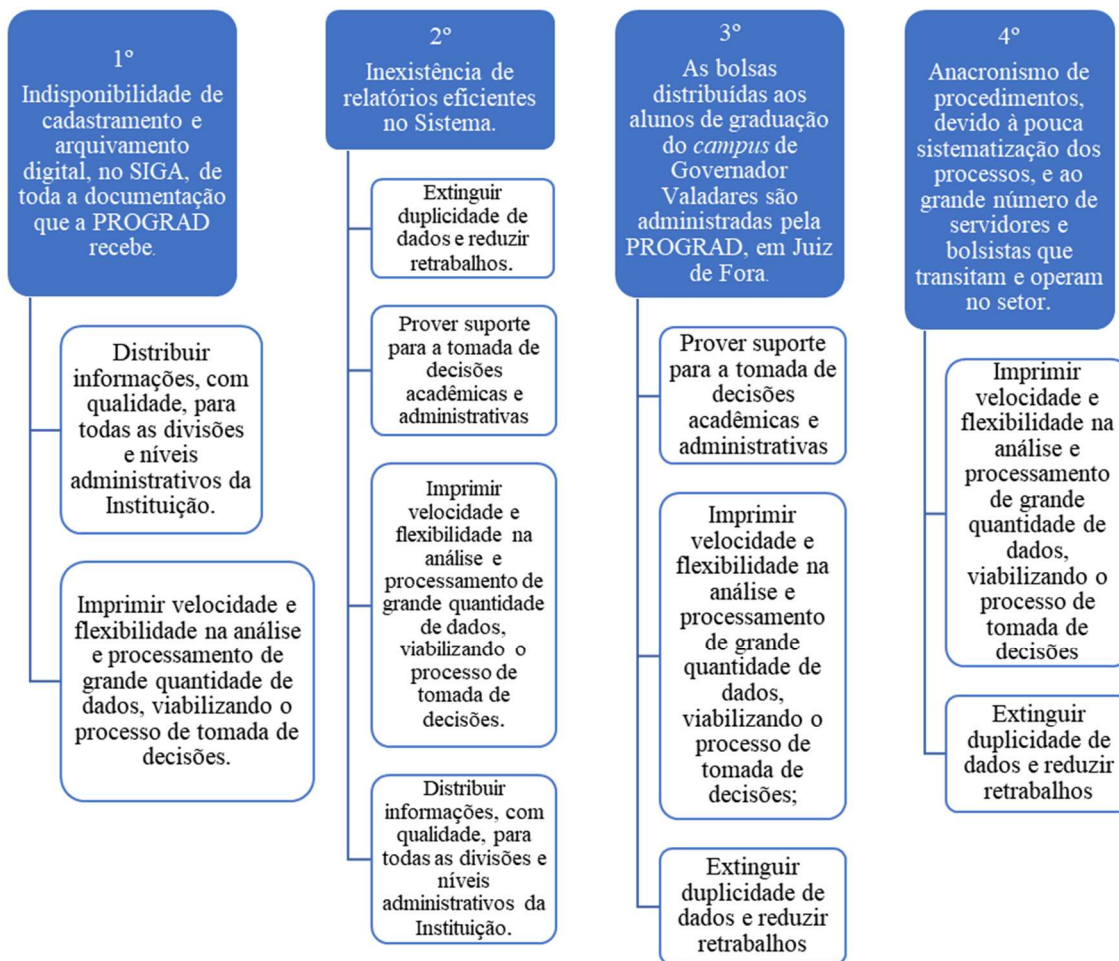 1º
Indisponibilidade de
cadastramento e
arquivamento
digital, no SIGA, de
toda a documentação
que a PROGRAD
recebe.
Distribuir
informações, com
qualidade, para
todas as divisões
e níveis
administrativos da
Instituição.
Imprimir velocidade e
flexibilidade na análise
e processamento de
grande quantidade de
dados, viabilizando o
processo de tomada de
decisões.
2º
Inexistência de
relatórios eficientes
no Sistema.
Extinguir
duplicidade de
dados e reduzir
retrabalhos.
Prover suporte
para a tomada de
decisões
acadêmicas e
administrativas
Imprimir
velocidade e
flexibilidade na
análise e
processamento de
grande quantidade
de dados,
viabilizando o
processo de
tomada de
decisões.
Distribuir
informações, com
qualidade, para
todas as divisões e
níveis
administrativos da
Instituição.
3º
As bolsas
distribuídas aos
alunos de graduação
do campus de
Governador
Valadares são
administradas pela
PROGRAD, em Juiz
de Fora.
Prover suporte
para a tomada de
decisões
acadêmicas e
administrativas
Imprimir
velocidade e
flexibilidade na
análise e
processamento
de grande
quantidade de
dados,
viabilizando o
processo de
tomada de
decisões;
Extinguir
duplicidade de
dados e reduzir
retrabalhos
4º
Anacronismo de
procedimentos,
devido à pouca
sistematização dos
processos, e ao
grande número de
servidores e
bolsistas que
transitam e operam
no setor.
Imprimir
velocidade e
flexibilidade na
análise e
processamento
de grande
quantidade de
dados,
viabilizando o
processo de
tomada de
decisões
Extinguir
duplicidade de
dados e reduzir
retrabalhos